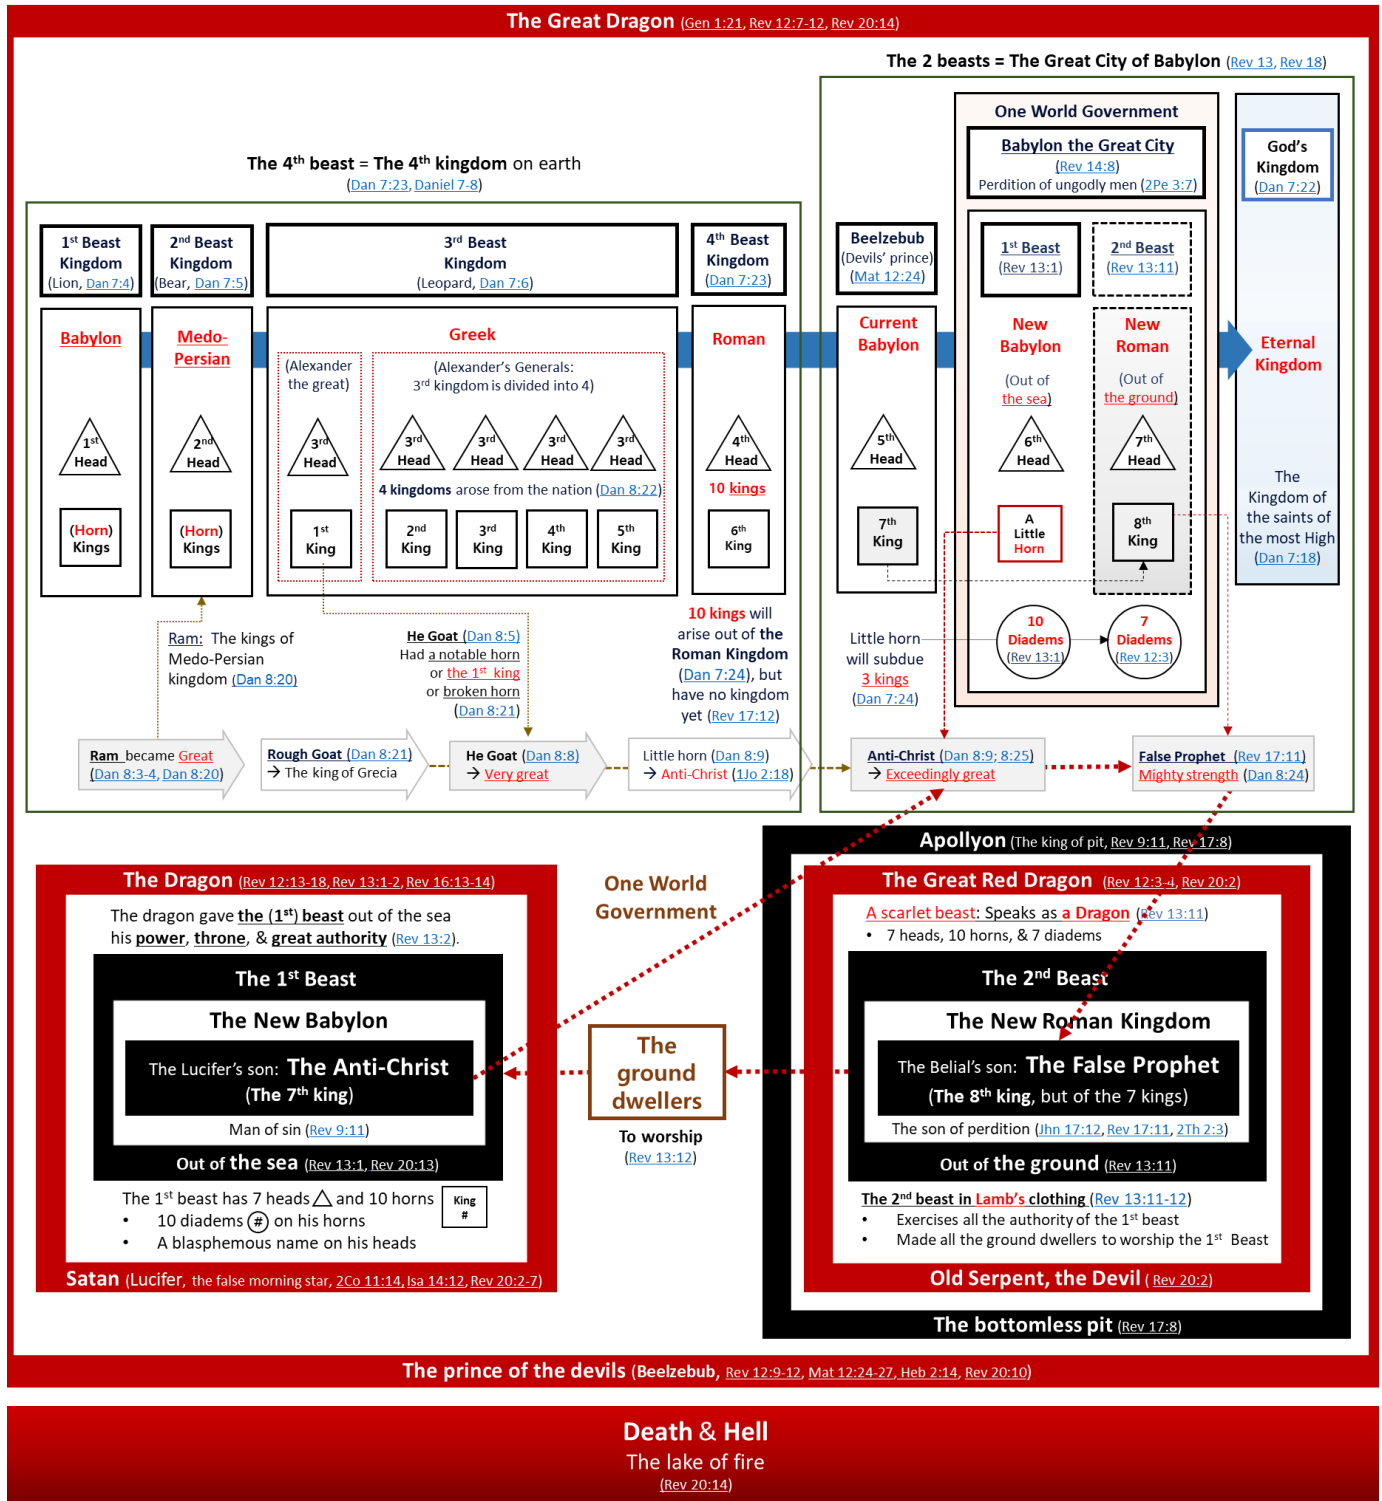 The Great Dragon (Gen 1:21, Rev 12:7-12, Rev 20:14)
The 2 beasts = The Great City of Babylon (Rev 13, Rev 18)
The 4th beast = The 4th kingdom on earth
(Dan 7:23, Daniel 7-8)
1st Beast
Kingdom
(Lion, Dan 7:4)
2nd Beast
Kingdom
(Bear, Dan 7:5)
3rd Beast
Kingdom
(Leopard, Dan 7:6)
4th Beast
Kingdom
(Dan 7:23)
Babylon
Medo-
Persian
Greek
Roman
(Alexander
the great)
(Alexander's Generals:
3rd kingdom is divided into 4)
1st
Head
2nd
Head
3rd
Head
3rd
Head
3rd
Head
3rd
Head
3rd
Head
4th
Head
4 kingdoms arose from the nation (Dan 8:22)
10 kings
(Horn)
Kings
(Horn)
Kings
1st
King
2nd
King
3rd
King
4th
King
5th
King
6th
King
One World Government
Babylon the Great City
(Rev 14:8)
Perdition of ungodly men (2Pe 3:7)
God's
Kingdom
(Dan 7:22)
Beelzebub
(Devils' prince)
(Mat 12:24)
1st Beast
(Rev 13:1)
2nd Beast
(Rev 13:11)
Current
Babylon
New
Babylon
(Out of
the sea)
New
Roman
(Out of
the ground)
Eternal
Kingdom
5th
Head
6th
Head
7th
Head
7th
King
A
Little
Horn
8th
King
The
Kingdom of
the saints of
the most High
(Dan 7:18)
Ram: The kings of
Medo-Persian
kingdom (Dan 8:20)
He Goat (Dan 8:5)
Had a notable horn
or the 1st king
or broken horn
(Dan 8:21)
10 kings will
arise out of the
Roman Kingdom
(Dan 7:24), but
have no kingdom
yet (Rev 17:12)
Little horn
will subdue
3 kings
(Dan 7:24)
10
Diadems
(Rev 13:1)
7
Diadems
(Rev 12:3)
Ram became Great
(Dan 8:3-4, Dan 8:20)
Rough Goat (Dan 8:21)
→ The king of Grecia
He Goat (Dan 8:8)
→ Very great
Little horn (Dan 8:9)
→ Anti-Christ (1Jo 2:18)
Anti-Christ (Dan 8:9; 8:25)
→ Exceedingly great
False Prophet (Rev 17:11)
Mighty strength (Dan 8:24)
The Dragon (Rev 12:13-18, Rev 13:1-2, Rev 16:13-14)
The dragon gave the (1st) beast out of the sea
his power, throne, & great authority (Rev 13:2).
The 1st Beast
The New Babylon
The Lucifer's son: The Anti-Christ
(The 7th king)
Man of sin (Rev 9:11)
Out of the sea (Rev 13:1, Rev 20:13)
The 1st beast has 7 heads △ and 10 horns
King
#
• 10 diadems # on his horns
• A blasphemous name on his heads
Satan (Lucifer, the false morning star, 2Co 11:14, Isa 14:12, Rev 20:2-7)
One World
Government
The
ground
dwellers
To worship
(Rev 13:12)
Apollyon (The king of pit, Rev 9:11, Rev 17:8)
The Great Red Dragon (Rev 12:3-4, Rev 20:2)
A scarlet beast: Speaks as a Dragon (Rev 13:11)
• 7 heads, 10 horns, & 7 diadems
The 2nd Beast
The New Roman Kingdom
The Belial's son: The False Prophet
(The 8th king, but of the 7 kings)
The son of perdition (Jhn 17:12, Rev 17:11, 2Th 2:3)
Out of the ground (Rev 13:11)
The 2nd beast in Lamb's clothing (Rev 13:11-12)
• Exercises all the authority of the 1st beast
• Made all the ground dwellers to worship the 1st Beast
Old Serpent, the Devil ( Rev 20:2)
The bottomless pit (Rev 17:8)
The prince of the devils (Beelzebub, Rev 12:9-12, Mat 12:24-27, Heb 2:14, Rev 20:10)
Death & Hell
The lake of fire
(Rev 20:14)